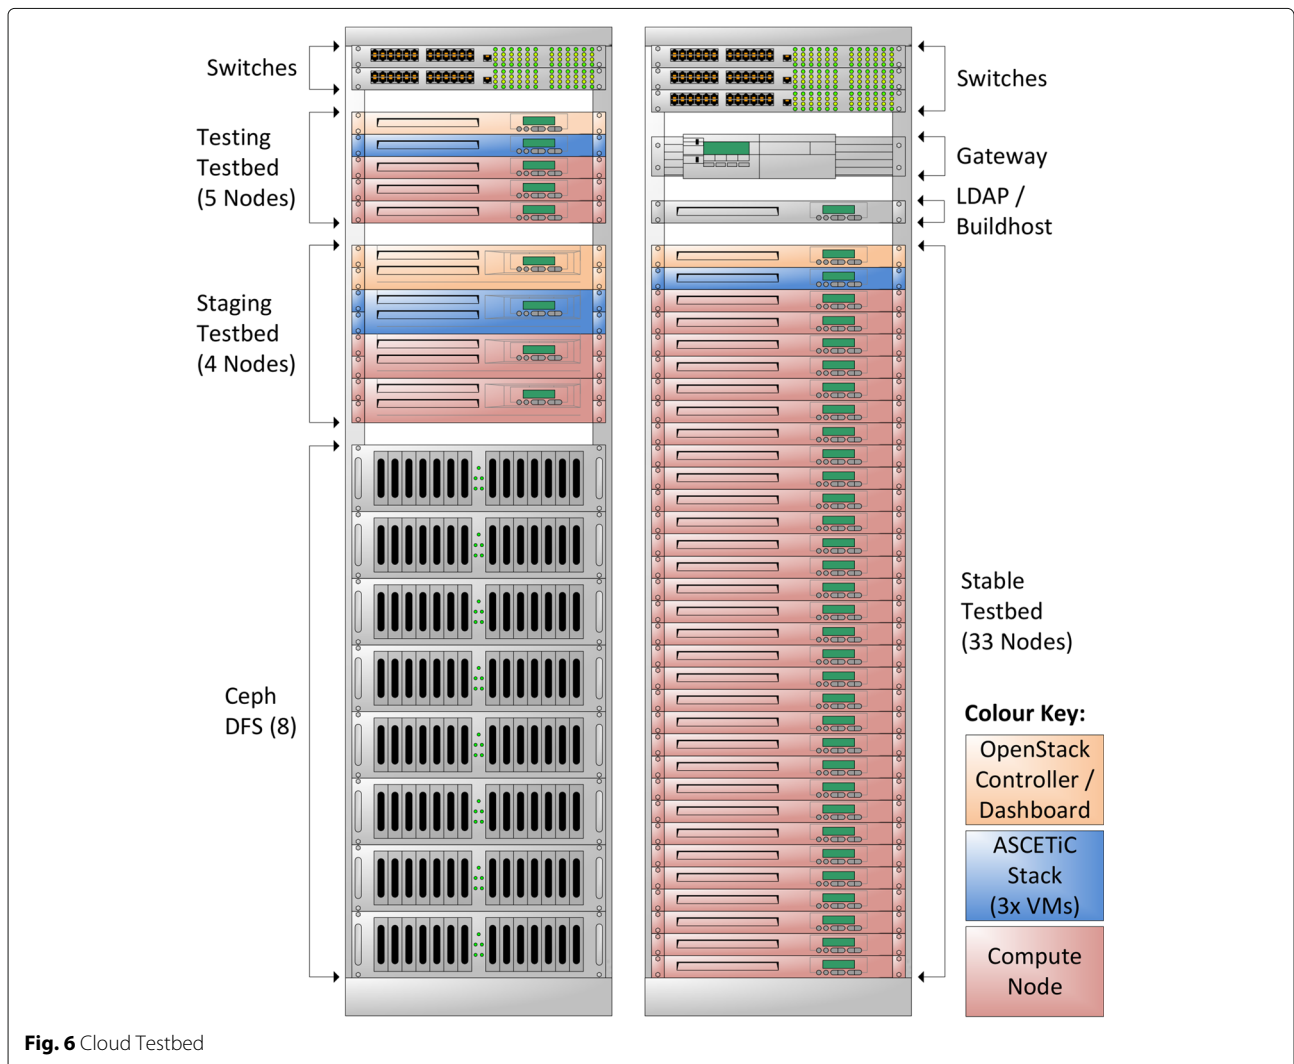 Switches
Testing
Testbed
(5 Nodes)
Staging
Testbed
(4 Nodes)
Ceph
DFS (8)
Switches
Gateway
LDAP /
Buildhost
Stable
Testbed
(33 Nodes)
Colour Key:
OpenStack
Controller /
Dashboard
ASCETiC
Stack
(3x VMs)
Compute
Node
Fig. 6 Cloud Testbed